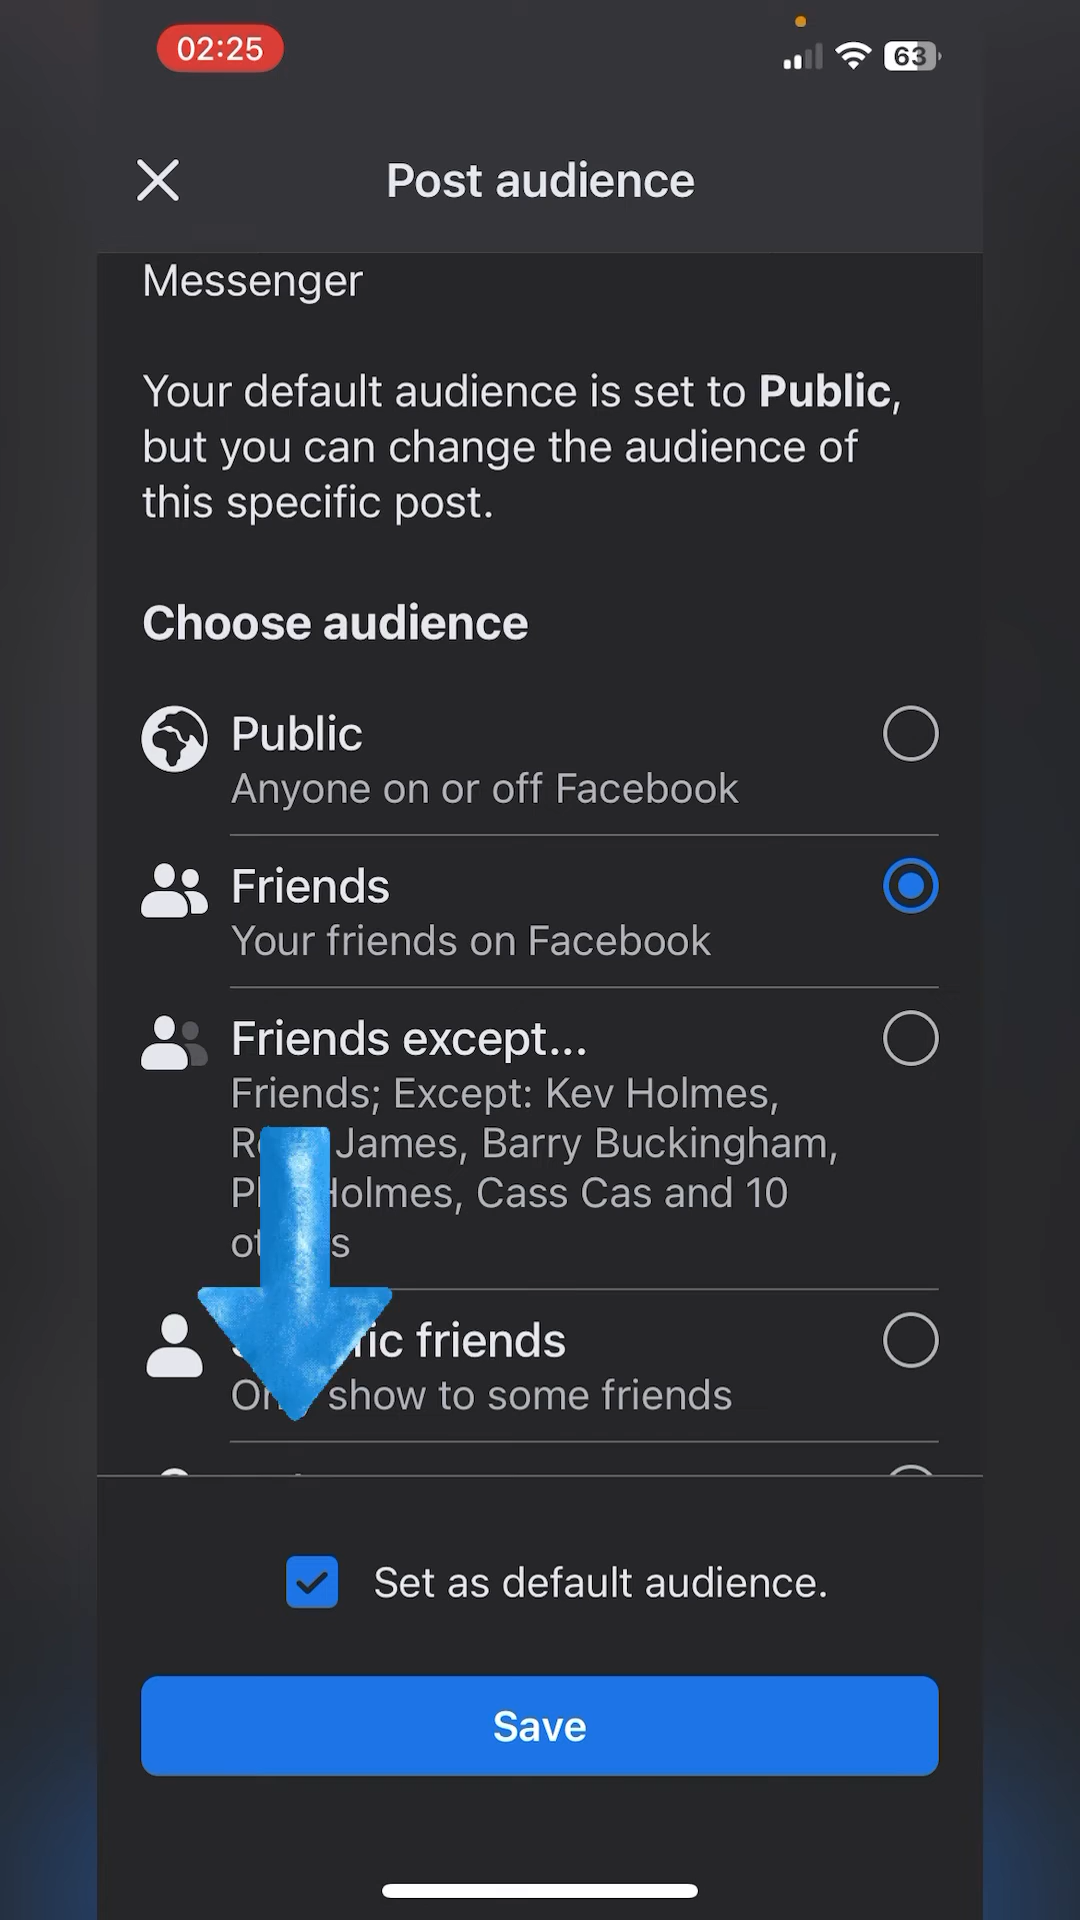 02:25
63
Post audience
Messenger
Your default audience is set to Public,
but you can change the audience of
this specific post.
Choose audience
Public
Anyone on or off Facebook
Friends
Your friends on Facebook
Friends except...
Friends; Except: Kev Holmes,
James, Barry Buckingham,
Holmes, Cass Cas and 10
friends
show to some friends
Set as default audience.
Save